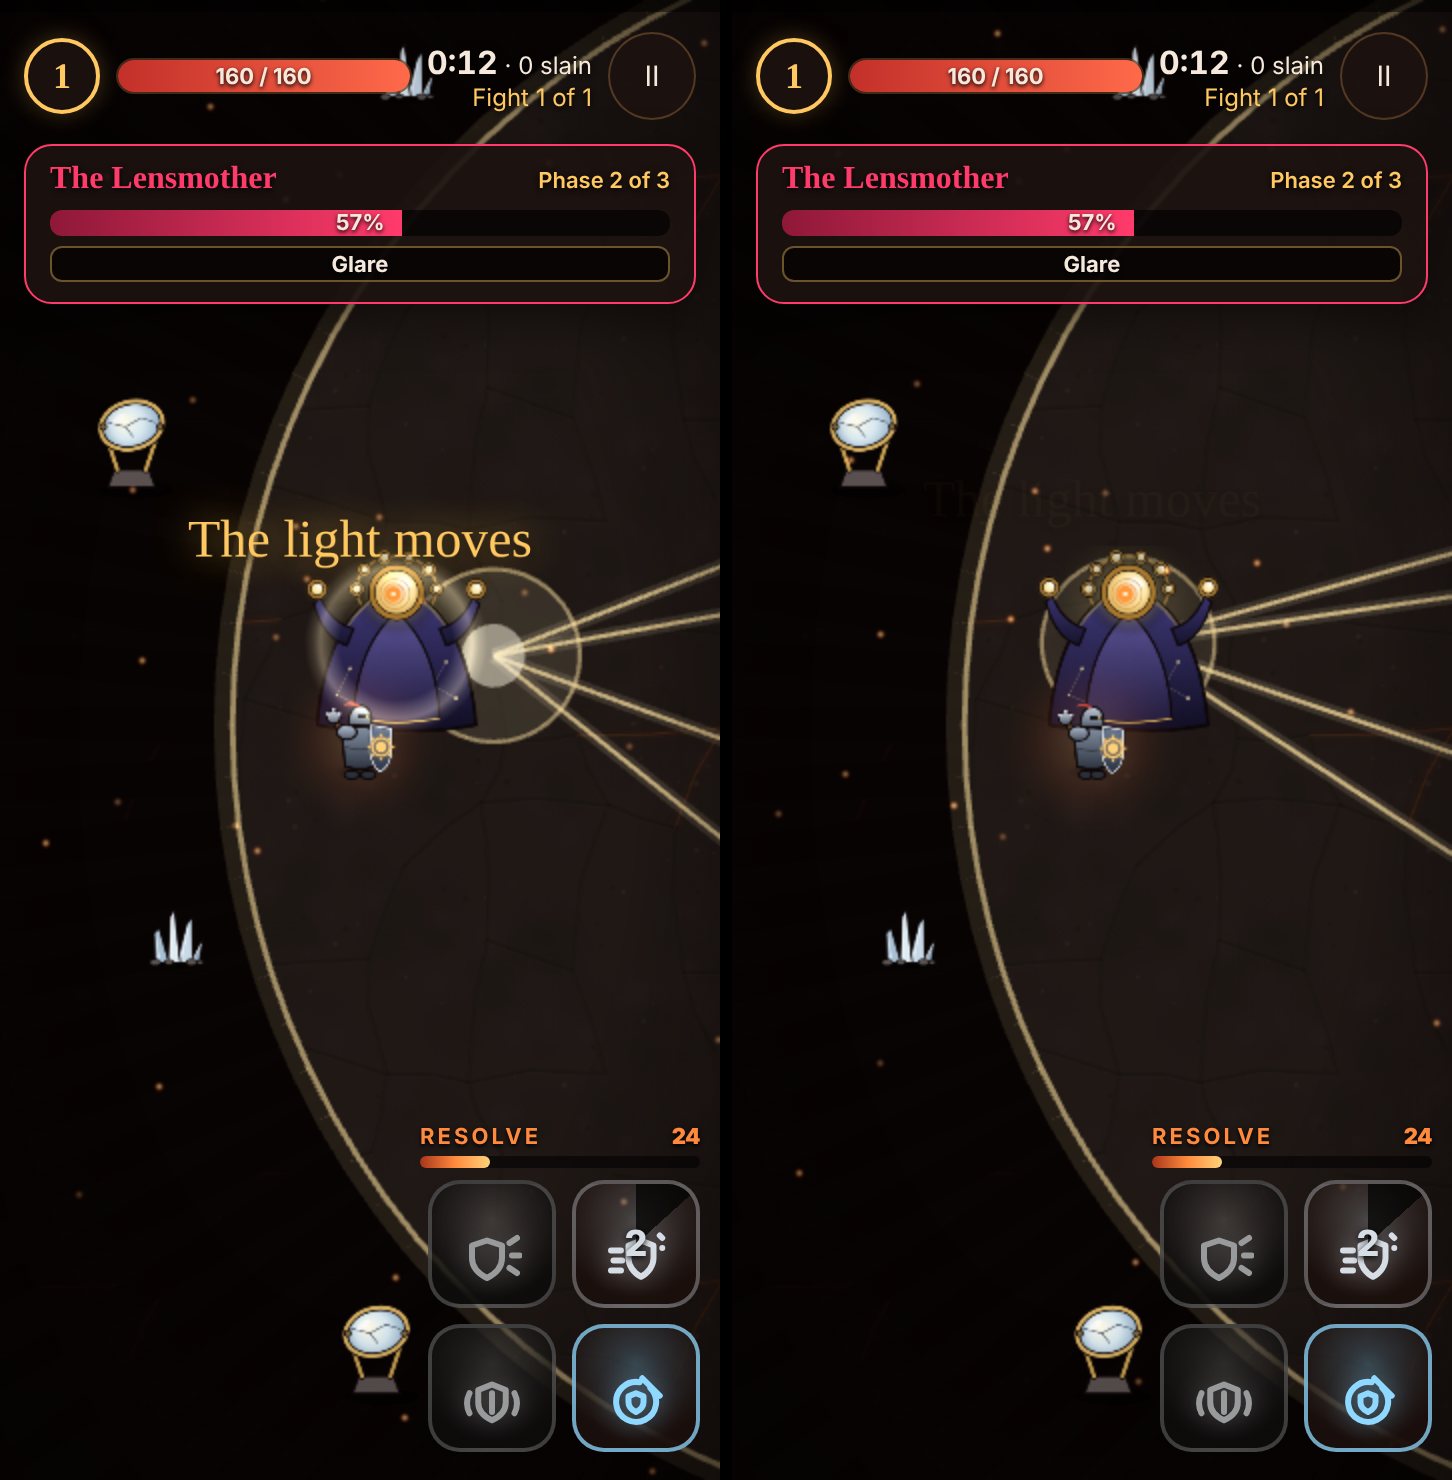 1
160 / 160
0:12 · 0 slain
Fight 1 of 1
The Lensmother
Phase 2 of 3
57%
Glare
The light moves
RESOLVE
24
2
1
160 / 160
0:12 · 0 slain
Fight 1 of 1
The Lensmother
Phase 2 of 3
57%
Glare
The light moves
RESOLVE
24
2